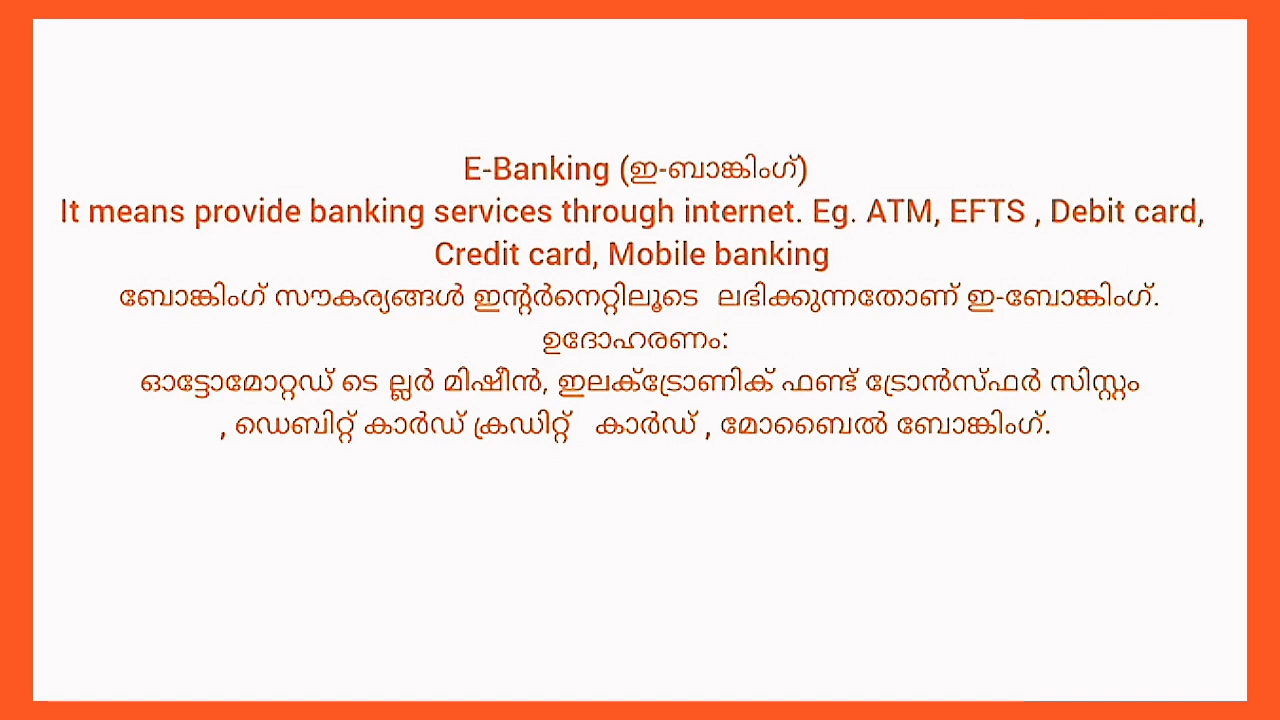 E-Banking (ഇ-ബാങ്കിംഗ്)
It means provide banking services through internet. Eg. ATM, EFTS , Debit card,
Credit card, Mobile banking
ബോങ്കിംഗ് സൗകര്യങ്ങൾ ഇന്റർനെറ്റിലൂടെ ലഭിക്കുന്നതോണ് ഇ-ബോങ്കിംഗ്.
ഉദോഹരണം:
ഓട്ടോമോറ്റഡ് ടെ ല്ലർ മിഷീൻ, ഇലക്ട്രോണിക് ഫണ്ട് ട്രോൻസ്ഫർ സിസ്റ്റം
, ഡെബിറ്റ് കാർഡ് ക്രഡിറ്റ് കാർഡ് , മോബൈൽ ബോങ്കിംഗ്.